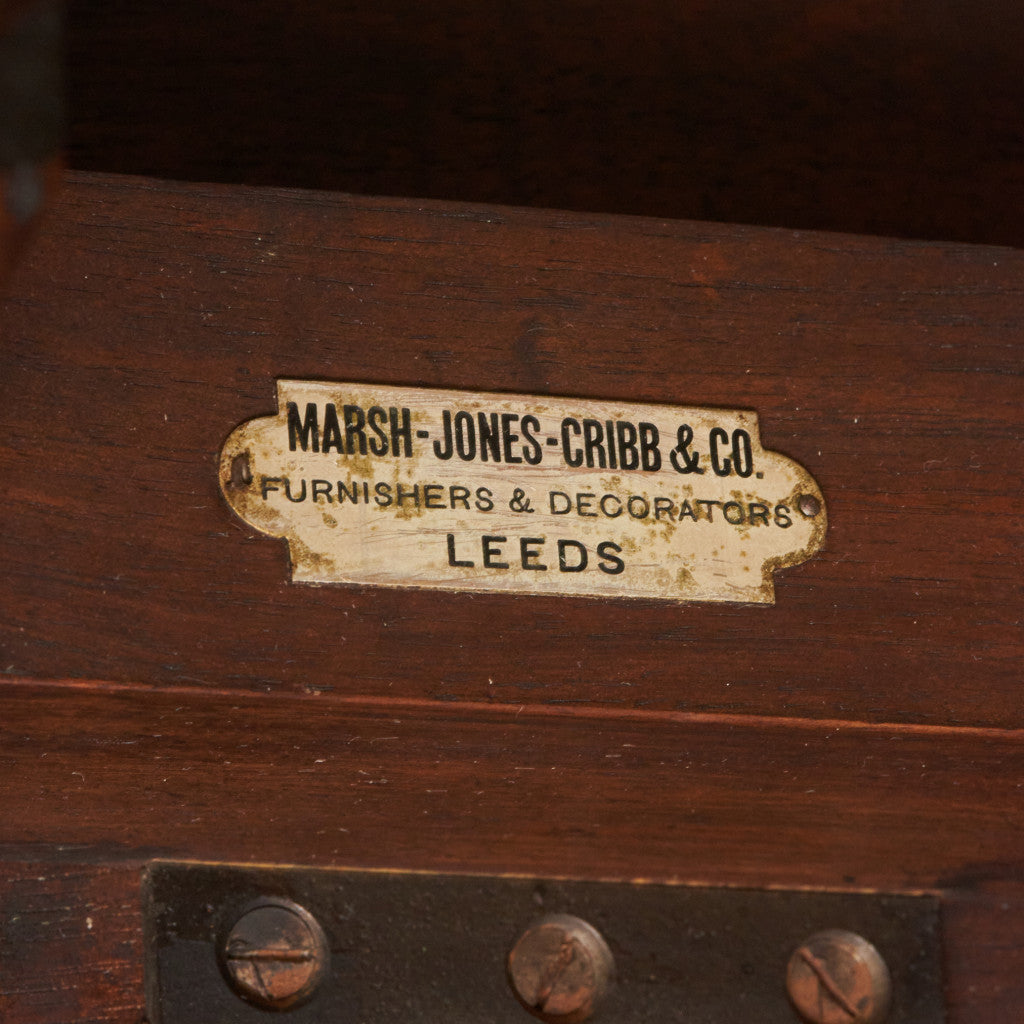 MARSH-JONES-CRIBB & CO.
FURNISHERS & DECORATORS
LEEDS